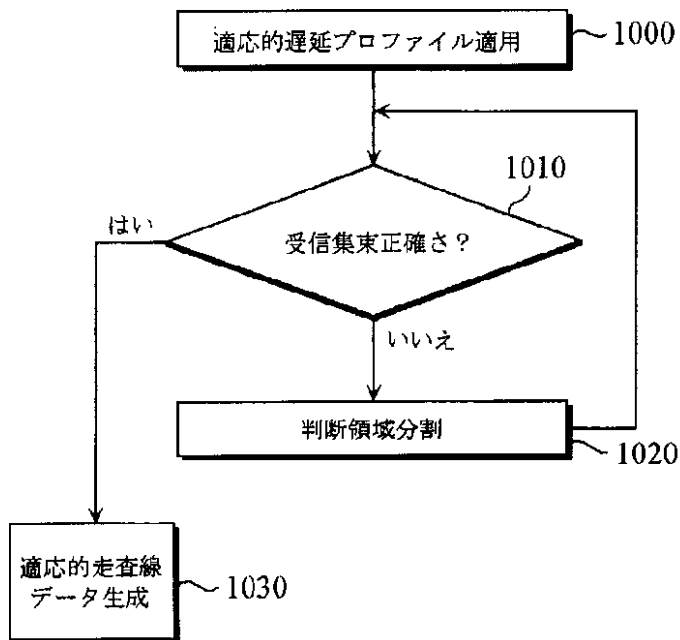 適応的遅延プロファイル適用
1000
1010
はい
受信集束正確さ？
いいえ
判断領域分割
1020
適応的走査線
データ生成
1030